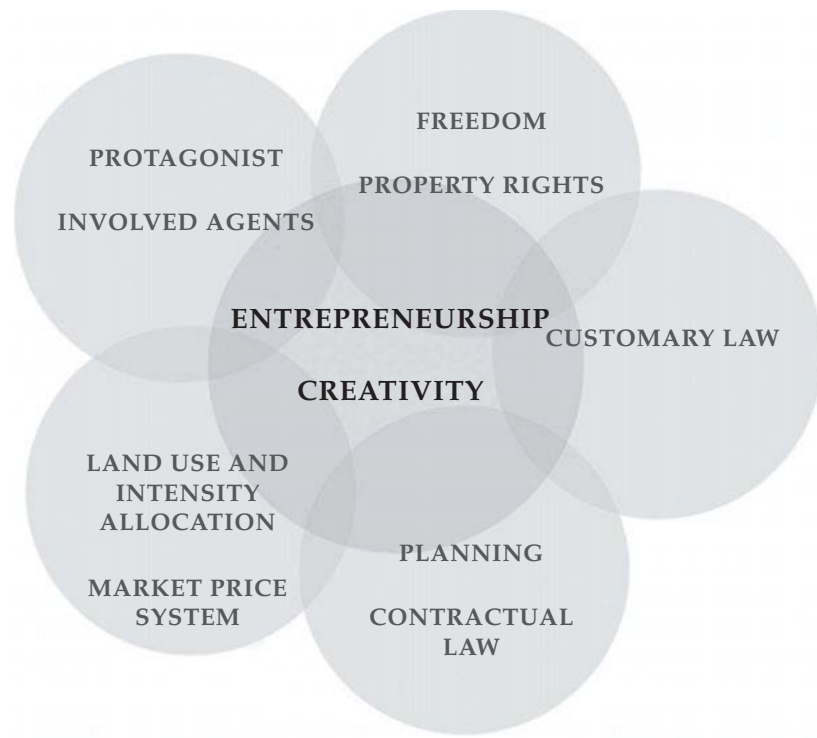 FREEDOM
PROTAGONIST
PROPERTY RIGHTS
INVOLVED AGENTS
ENTREPRENEURSHIP
CUSTOMARY LAW
CREATIVITY
LAND USE AND
INTENSITY
ALLOCATION
MARKET PRICE
SYSTEM
PLANNING
CONTRACTUAL
LAW